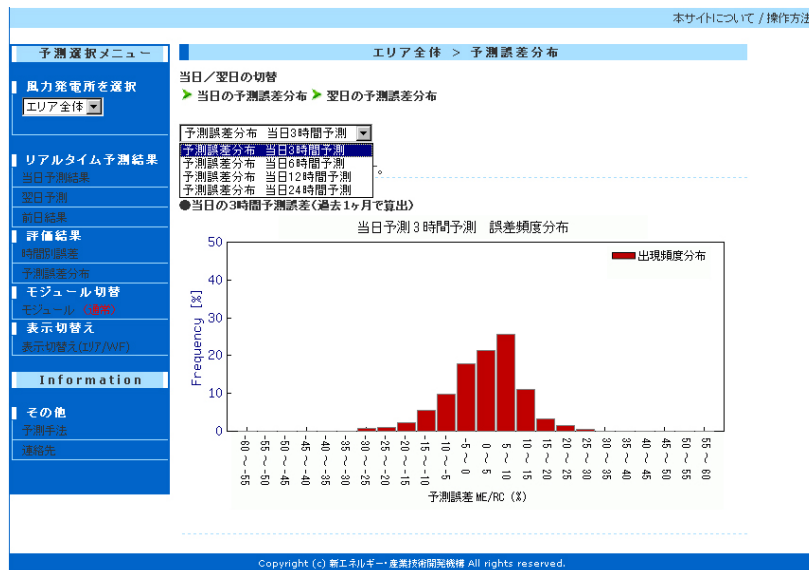 本サイトについて / 操作方法
予測選択メニュー
エリア全体 > 予測誤差分布
風力発電所を選択
エリア全体
リアルタイム予測結果
当日予測結果
翌日予測
前日結果
評価結果
時間別誤差
予測誤差分布
モジュール切替
モジュール (通常)
表示切替え
表示切替え(エリア/WF)
Information
その他
予測手法
連絡先
当日/翌日の切替
当日の予測誤差分布 翌日の予測誤差分布
予測誤差分布 当日3時間予測
予測誤差分布 当日3時間予測
予測誤差分布 当日6時間予測
予測誤差分布 当日12時間予測
予測誤差分布 当日24時間予測
。
●当日の3時間予測誤差(過去1ヶ月で算出)
当日予測3時間予測 誤差頻度分布
出現頻度分布
Frequency [%]
50
40
30
20
10
0
-60~-55
-55~-50
-50~-45
-45~-40
-40~-35
-35~-30
-30~-25
-25~-20
-20~-15
-15~-10
-10~-5
-5~0
0~5
5~10
10~15
15~20
20~25
25~30
30~35
35~40
40~45
45~50
50~55
55~60
予測誤差 ME/RC (%)
Copyright (c) 新エネルギー・産業技術開発機構 All rights reserved.